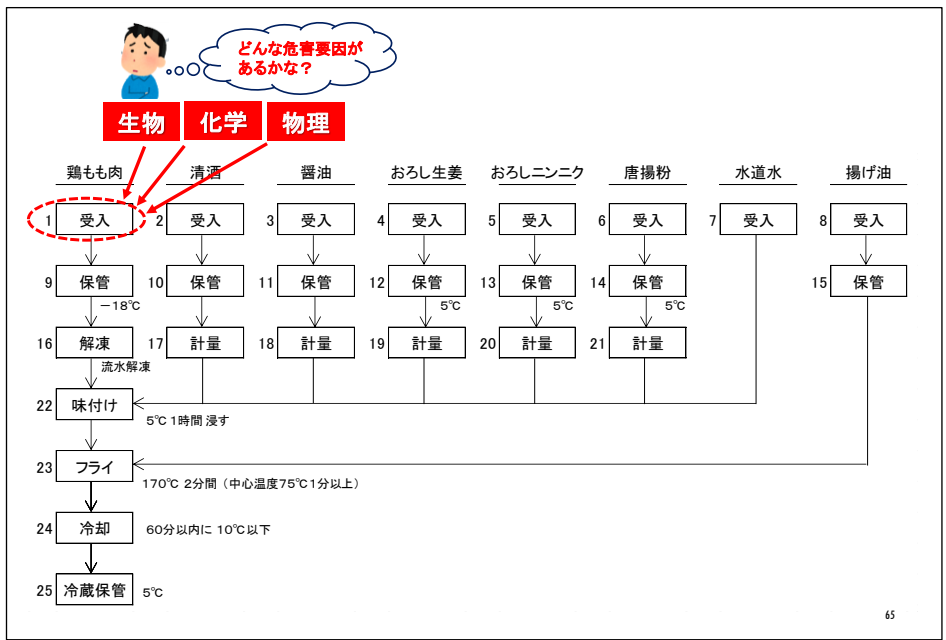 どんな危害要因が
あるかな？
生物 化学 物理
鶏もも肉 清酒 醤油 おろし生姜 おろしニンニク 唐揚粉 水道水 揚げ油
1 受入 2 受入 3 受入 4 受入 5 受入 6 受入 7 受入 8 受入
9 保管 10 保管 11 保管 12 保管 13 保管 14 保管 15 保管
－18℃ 5℃ 5℃ 5℃
16 解凍 17 計量 18 計量 19 計量 20 計量 21 計量
流水解凍
22 味付け
5℃ 1時間 浸す
23 フライ
170℃ 2分間（中心温度75℃1分以上）
24 冷却 60分以内に 10℃以下
25 冷蔵保管 5℃
65